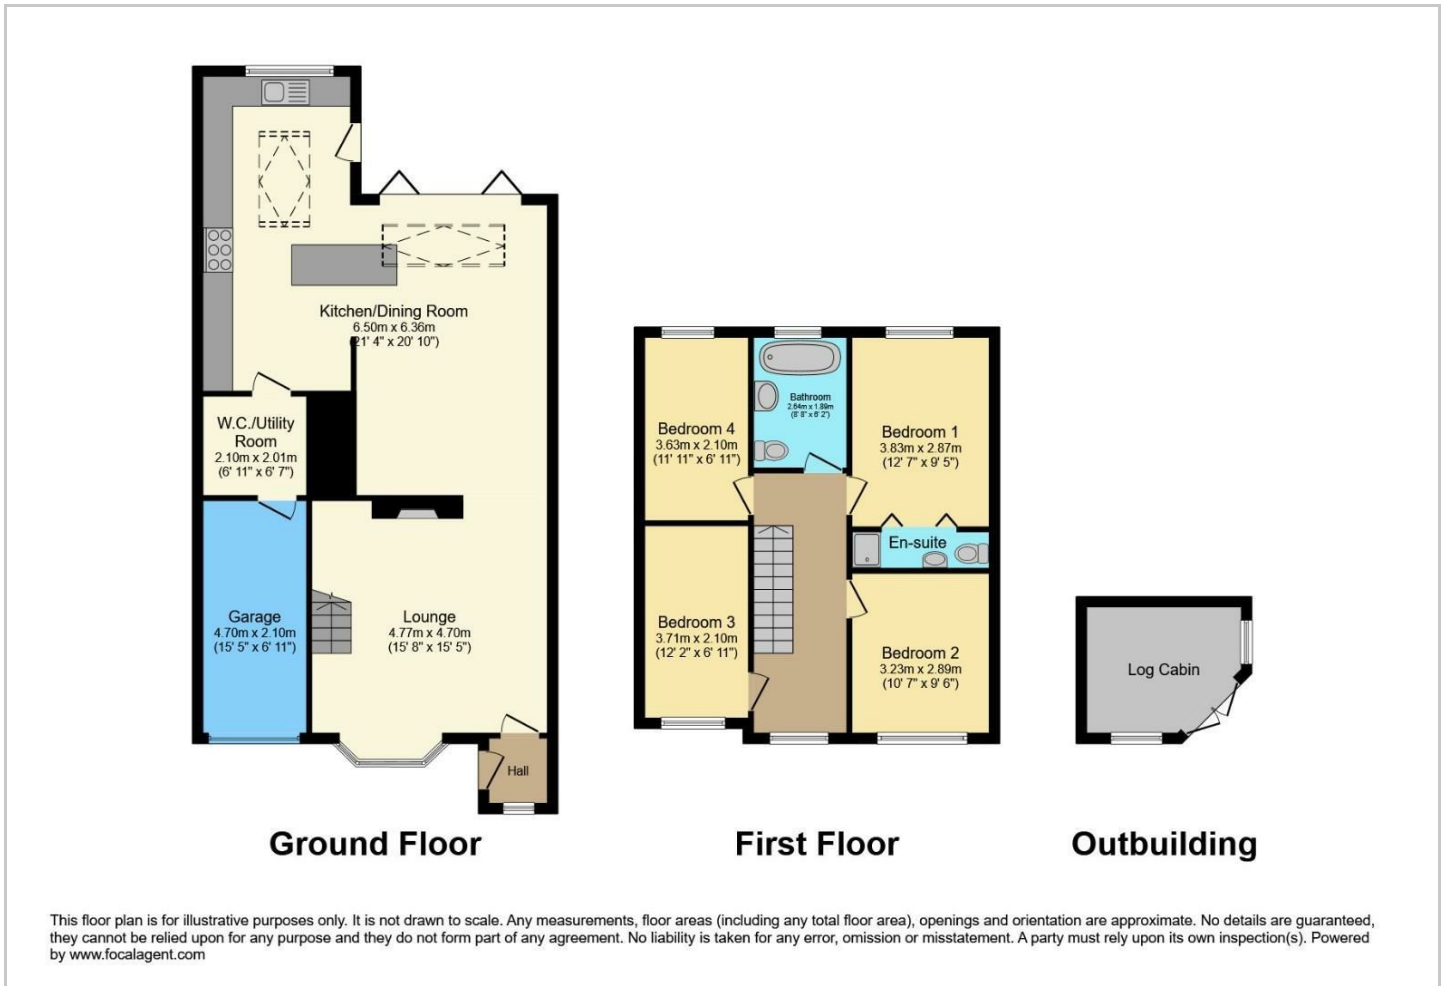 Kitchen/Dining Room
6.50m x 6.36m
(21' 4" x 20' 10")
W.C./Utility
Room
2.10m x 2.01m
(6' 11" x 6' 7")
Garage
4.70m x 2.10m
(15' 5" x 6' 11")
Lounge
4.77m x 4.70m
(15' 8" x 15' 5")
Hall
Ground Floor
Bedroom 4
3.63m x 2.10m
(11' 11" x 6' 11")
Bathroom
2.64m x 1.89m
(8' 8" x 6' 2")
Bedroom 1
3.83m x 2.87m
(12' 7" x 9' 5")
En-suite
Bedroom 3
3.71m x 2.10m
(12' 2" x 6' 11")
Bedroom 2
3.23m x 2.89m
(10' 7" x 9' 6")
First Floor
Log Cabin
Outbuilding
This floor plan is for illustrative purposes only. It is not drawn to scale. Any measurements, floor areas (including any total floor area), openings and orientation are approximate. No details are guaranteed,
they cannot be relied upon for any purpose and they do not form part of any agreement. No liability is taken for any error, omission or misstatement. A party must rely upon its own inspection(s). Powered
by www.focalagent.com